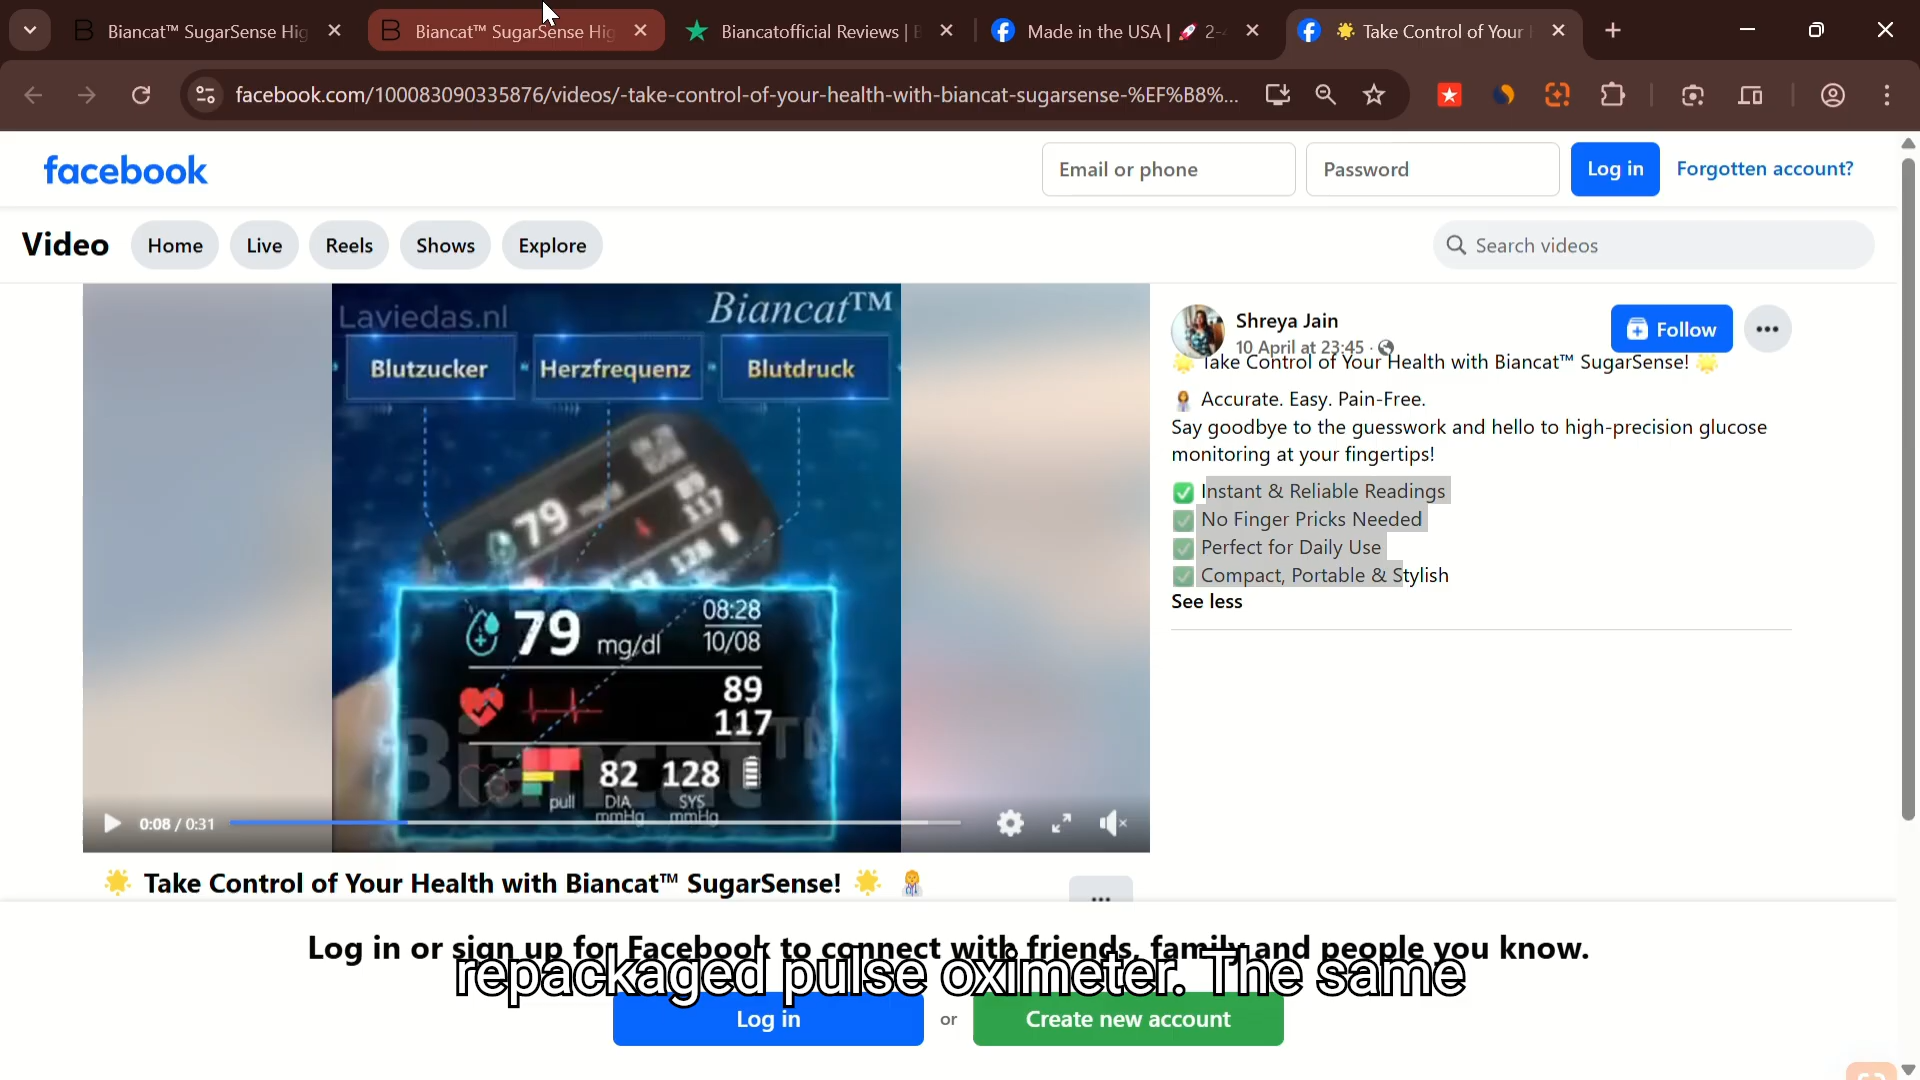 Biancat™ SugarSense Hig
Biancat™ SugarSense Hig
Biancatofficial Reviews | B
Made in the USA | 🚀 2-
🌟 Take Control of Your H
facebook.com/100083090335876/videos/-take-control-of-your-health-with-biancat-sugarsense-%EF%B8%...
facebook
Email or phone
Password
Log in
Forgotten account?
Video
Home
Live
Reels
Shows
Explore
Search videos
Laviedas.nl
Biancat™
Blutzucker
Herzfrequenz
Blutdruck
79
89
117
128
79 mg/dl
08:28
10/08
89
117
Biancat™
pull
82
128
DIA
SYS
mmHg
mmHg
0:08 / 0:31
Shreya Jain
10 April at 23:45 ·
Follow
🌟 Take Control of Your Health with Biancat™ SugarSense! 🌟
👩‍⚕️ Accurate. Easy. Pain-Free.
Say goodbye to the guesswork and hello to high-precision glucose
monitoring at your fingertips!
✅ Instant & Reliable Readings
✅ No Finger Pricks Needed
✅ Perfect for Daily Use
✅ Compact, Portable & Stylish
See less
🌟 Take Control of Your Health with Biancat™ SugarSense! 🌟 👩‍⚕️
Log in or sign up for Facebook to connect with friends, family and people you know.
repackaged pulse oximeter. The same
Log in
or
Create new account